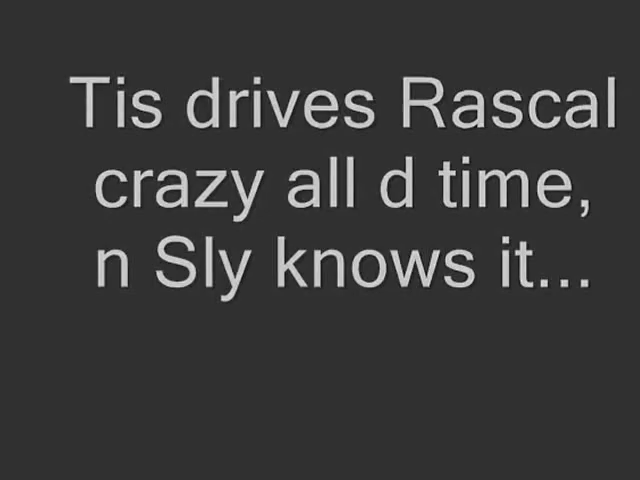 Tis drives Rascal
crazy all d time,
n Sly knows it...